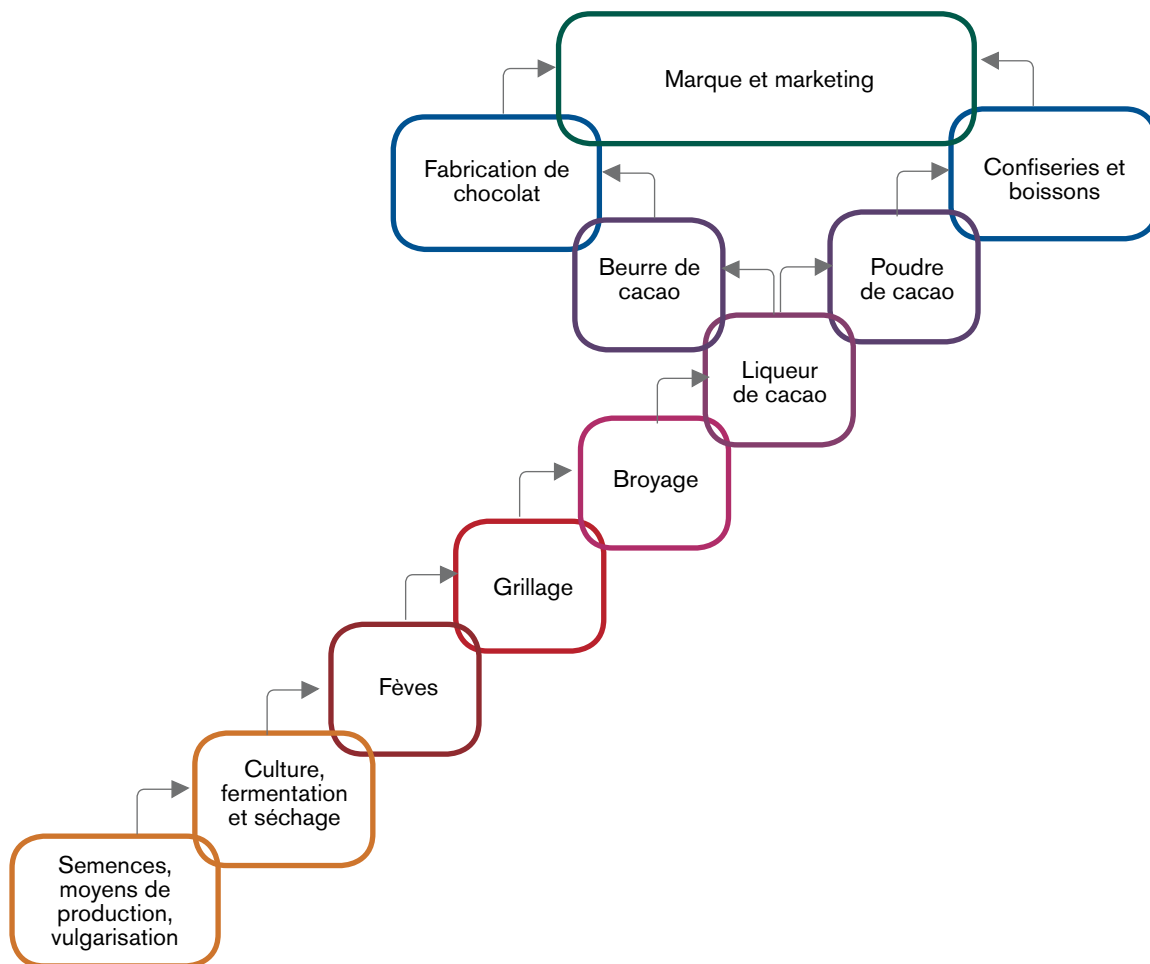 Marque et marketing
Fabrication de
chocolat
Confiseries et
boissons
Beurre de
cacao
Poudre
de cacao
Liqueur
de cacao
Broyage
Grillage
Fèves
Culture,
fermentation
et séchage
Semences,
moyens de
production,
vulgarisation